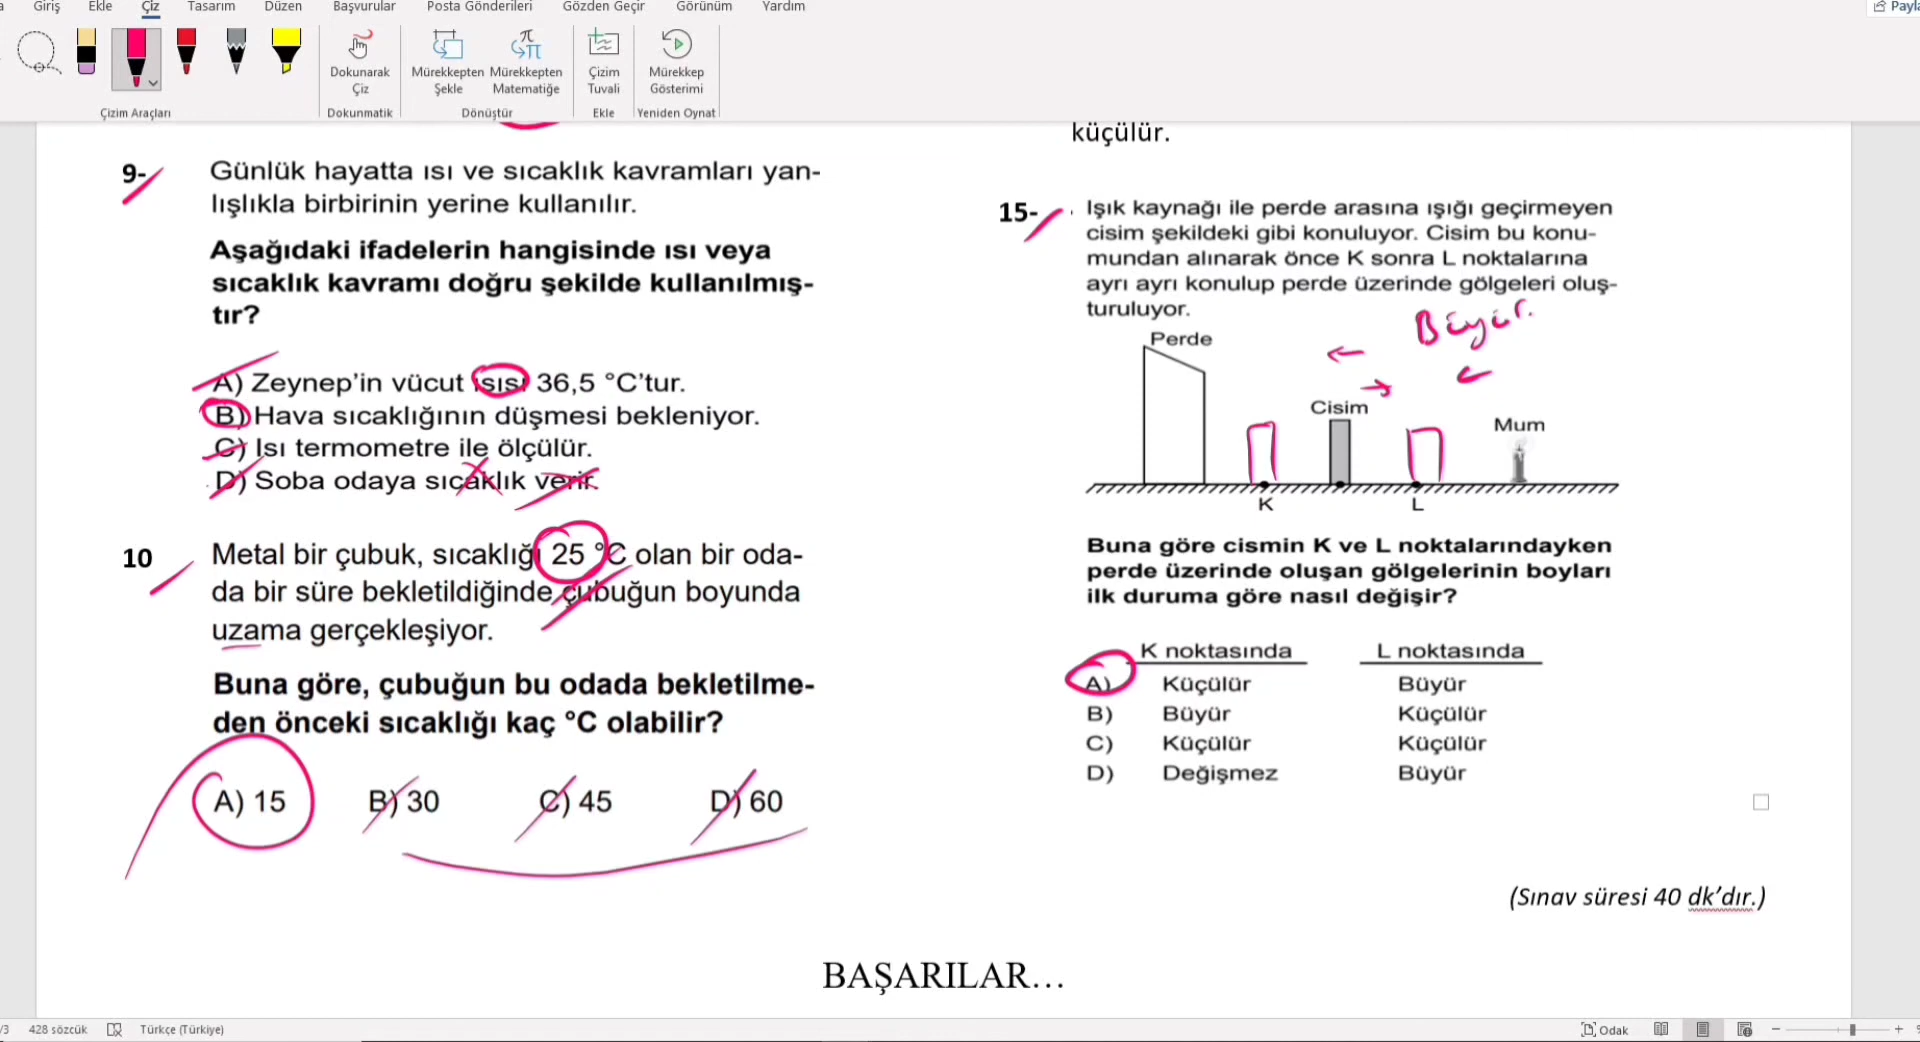 Giriş Ekle Çiz Tasarım Düzen Başvurular Posta Gönderileri Gözden Geçir Görünüm Yardım
Dokunarak Çiz
Mürekkepten Şekle
Mürekkepten Matematiğe
Çizim Tuvali
Mürekkep Gösterimi
Çizim Araçları Dokunmatik Dönüştür Ekle Yeniden Oynat
9-
Günlük hayatta ısı ve sıcaklık kavramları yan-
lışlıkla birbirinin yerine kullanılır.
Aşağıdaki ifadelerin hangisinde ısı veya
sıcaklık kavramı doğru şekilde kullanılmış-
tır?
A) Zeynep'in vücut ısısı 36,5 °C'tur.
B) Hava sıcaklığının düşmesi bekleniyor.
C) Isı termometre ile ölçülür.
D) Soba odaya sıcaklık verir.
10
Metal bir çubuk, sıcaklığı 25 °C olan bir oda-
da bir süre bekletildiğinde çubuğun boyunda
uzama gerçekleşiyor.
Buna göre, çubuğun bu odada bekletilme-
den önceki sıcaklığı kaç °C olabilir?
A) 15 B) 30 C) 45 D) 60
küçülür.
15-
Işık kaynağı ile perde arasına ışığı geçirmeyen
cisim şekildeki gibi konuluyor. Cisim bu konu-
mundan alınarak önce K sonra L noktalarına
ayrı ayrı konulup perde üzerinde gölgeleri oluş-
turuluyor.
Büyür.
Perde
Cisim
Mum
K L
Buna göre cismin K ve L noktalarındayken
perde üzerinde oluşan gölgelerinin boyları
ilk duruma göre nasıl değişir?
K noktasında L noktasında
A) Küçülür Büyür
B) Büyür Küçülür
C) Küçülür Küçülür
D) Değişmez Büyür
(Sınav süresi 40 dk'dır.)
BAŞARILAR…
/3 428 sözcük Türkçe (Türkiye) Odak